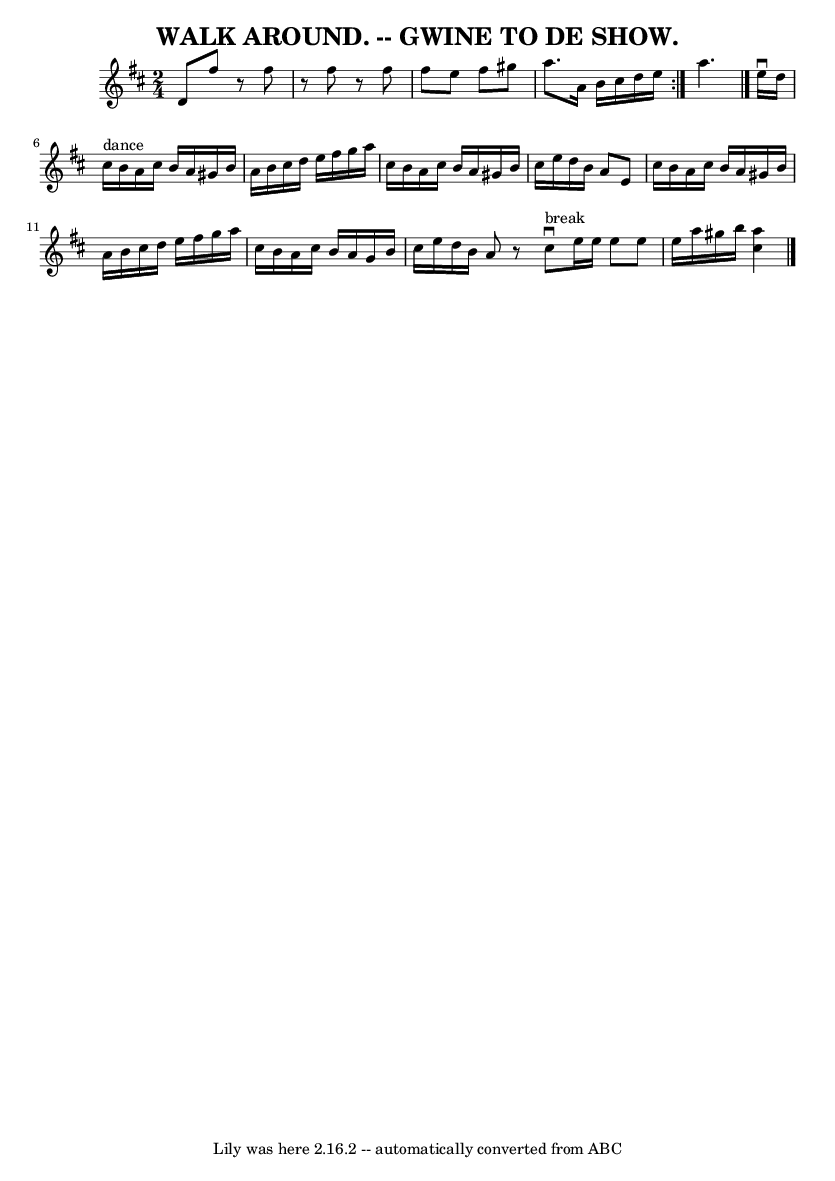 WALK AROUND. -- GWINE TO DE SHOW.
2
4
6
dance
11
break
Lily was here 2.16.2 -- automatically converted from ABC